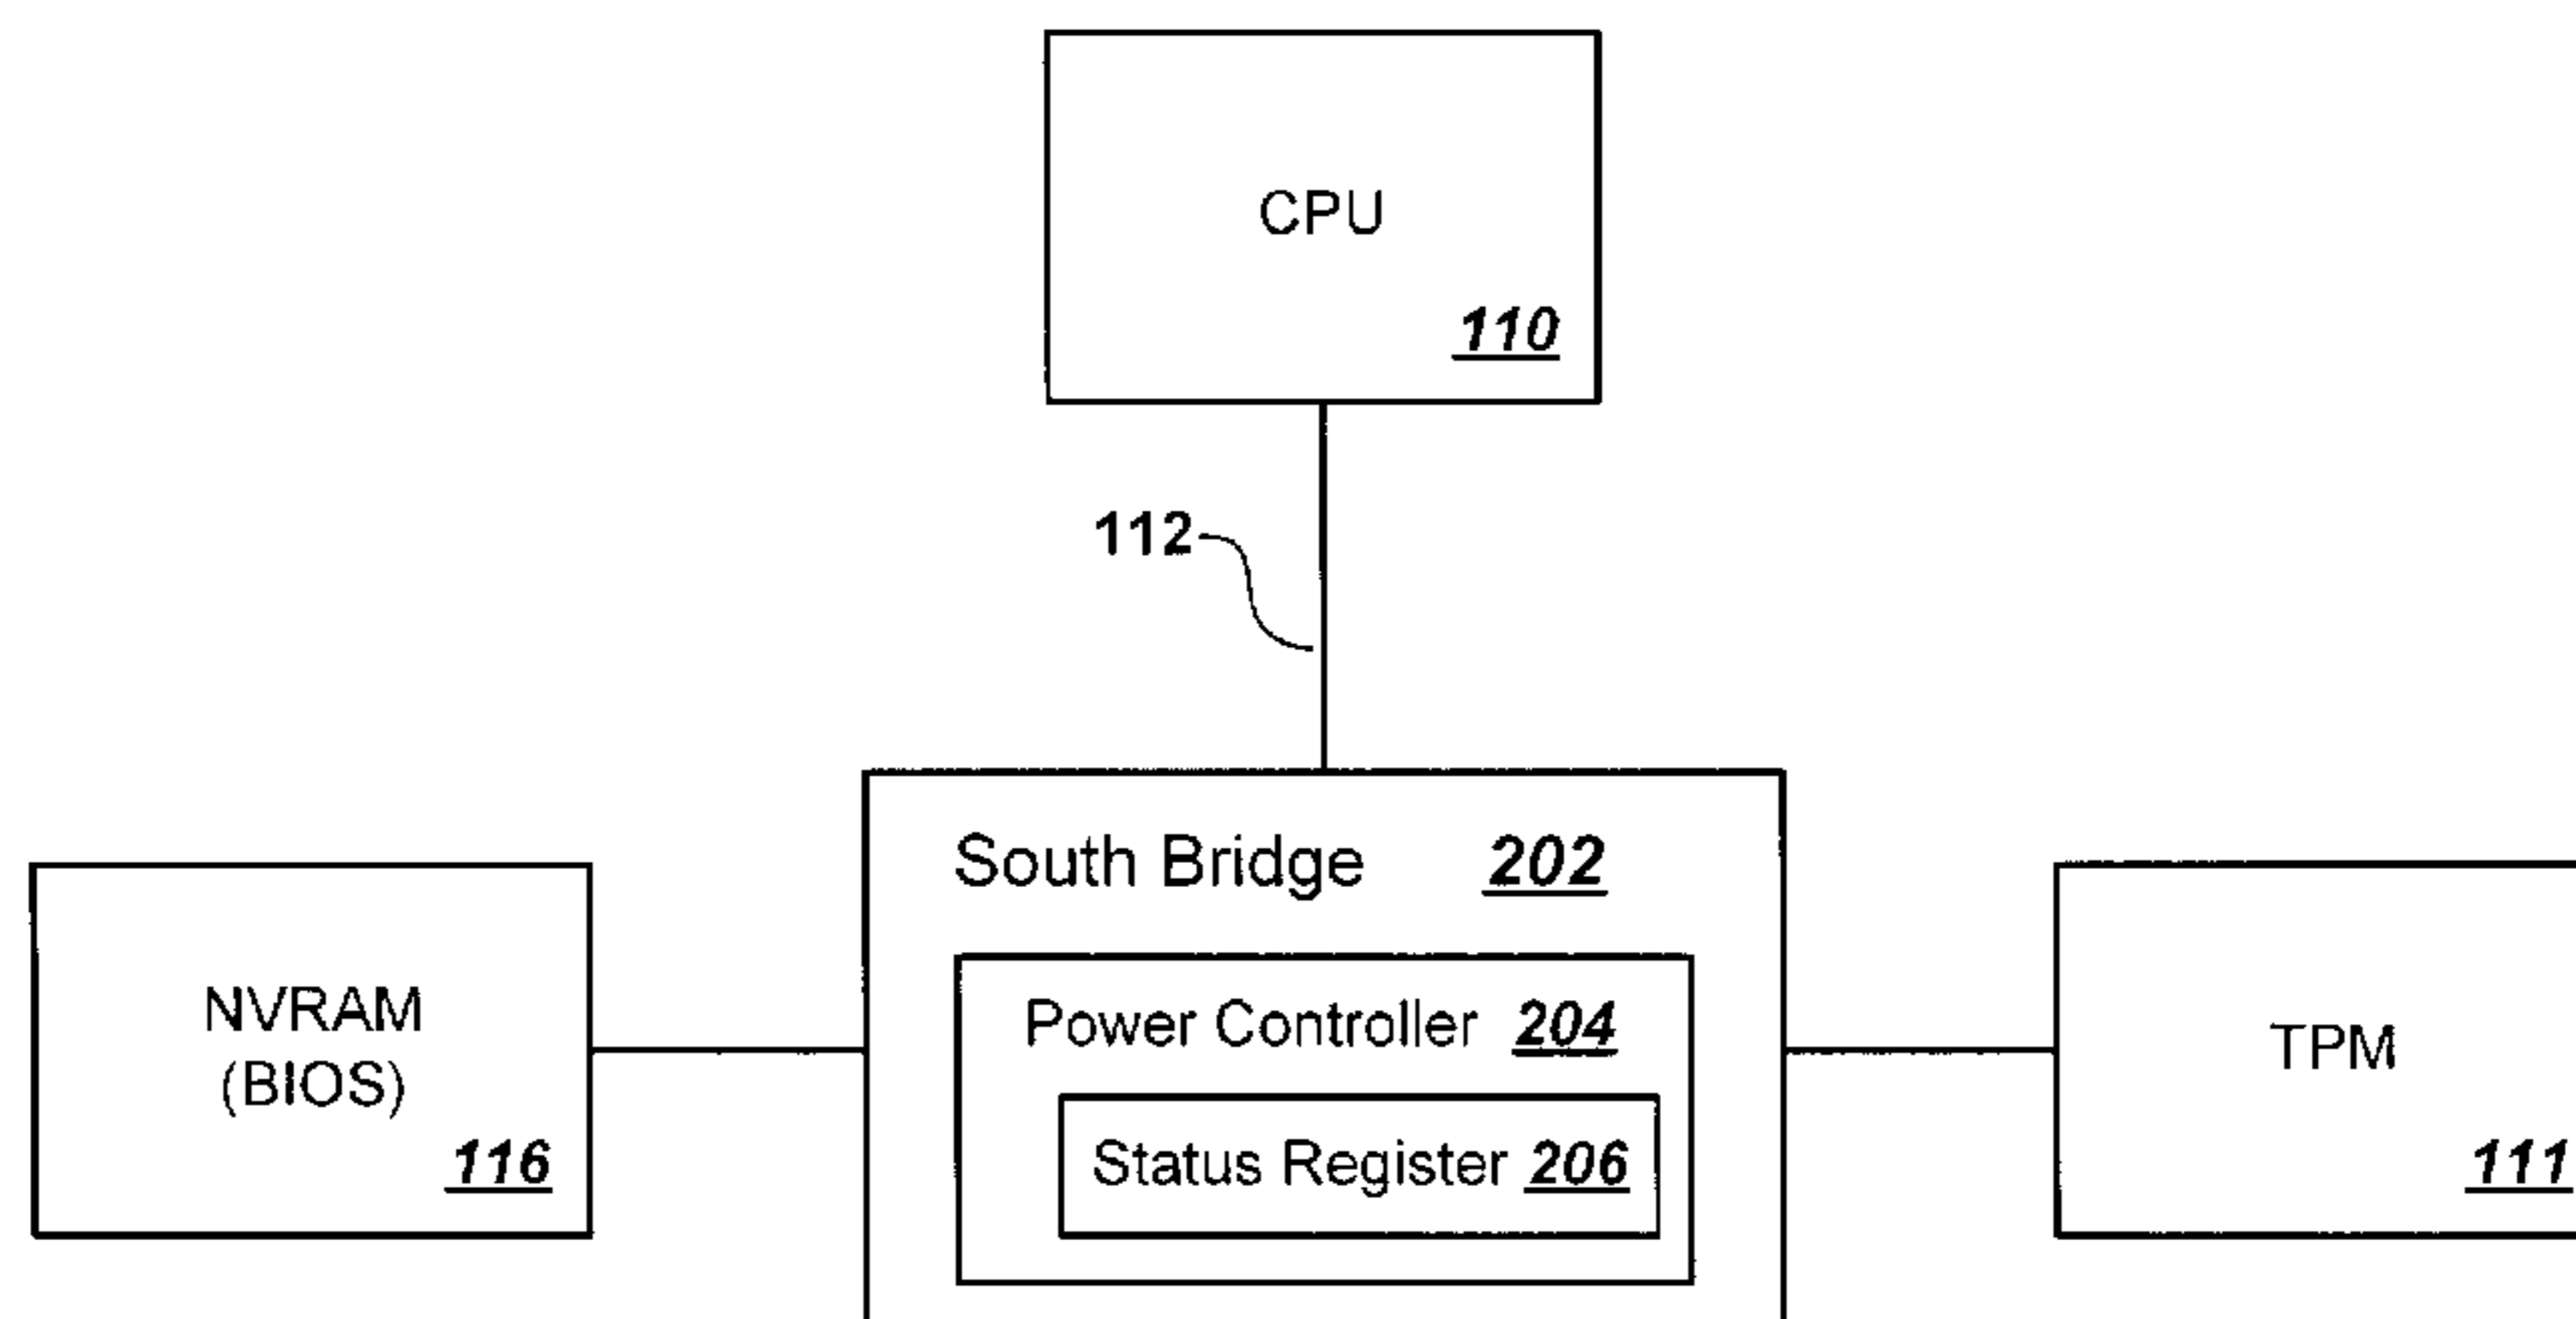 CPU
110
112
South Bridge 202
NVRAM
(BIOS)
116
Power Controller 204
Status Register 206
TPM
111